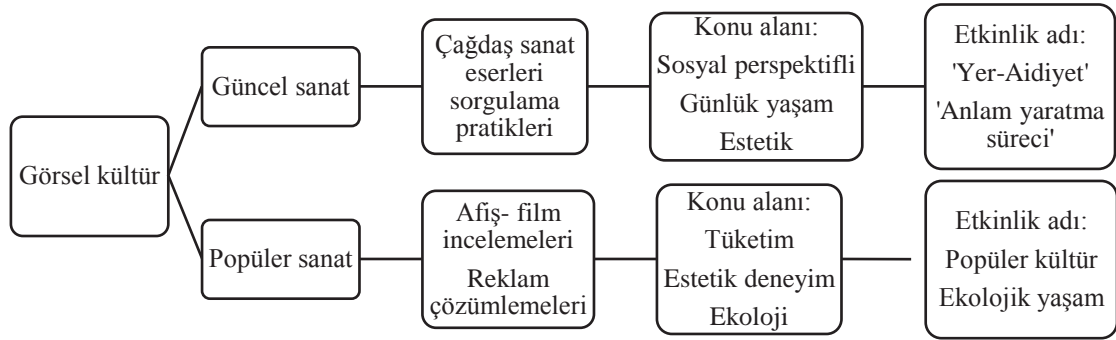 Görsel kültür
Güncel sanat
Çağdaş sanat
eserleri
sorgulama
pratikleri
Konu alanı:
Sosyal perspektifli
Günlük yaşam
Estetik
Etkinlik adı:
'Yer-Aidiyet'
'Anlam yaratma
süreci'
Popüler sanat
Afiş- film
incelemeleri
Reklam
çözümlemeleri
Konu alanı:
Tüketim
Estetik deneyim
Ekoloji
Etkinlik adı:
Popüler kültür
Ekolojik yaşam